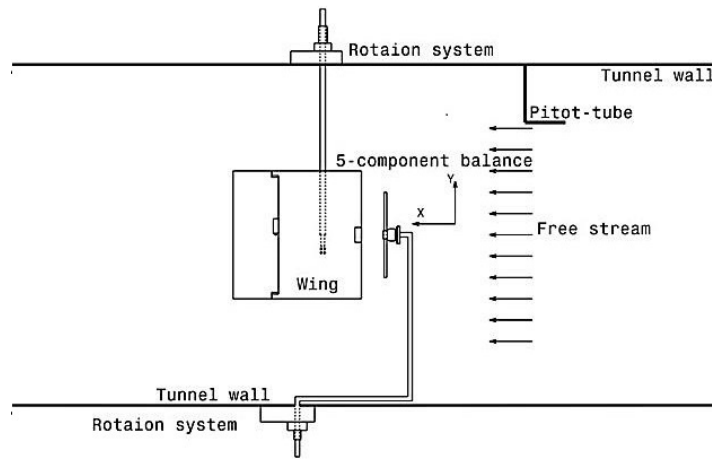 Rotaion system
Tunnel wall
Pitot-tube
5-component balance
Y
X
Free stream
Wing
Tunnel wall
Rotaion system